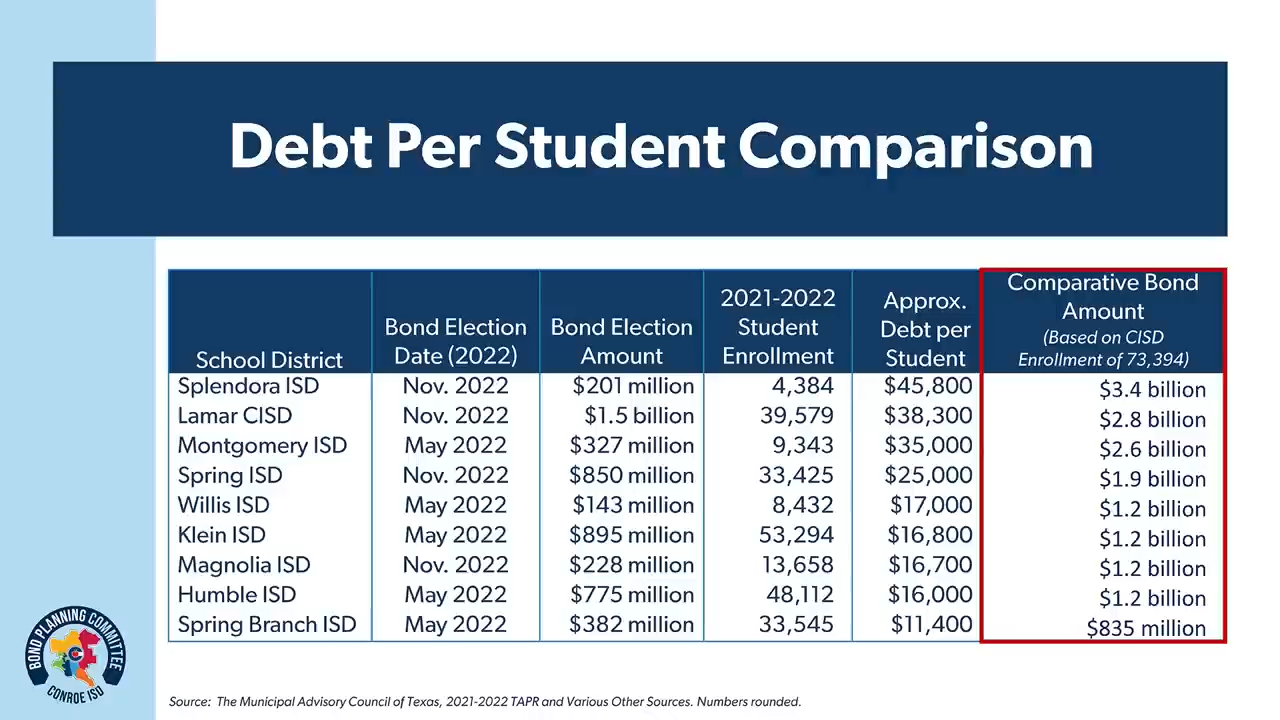 Debt Per Student Comparison
School District Bond Election Date (2022) Bond Election Amount 2021-2022 Student Enrollment Approx. Debt per Student Comparative Bond Amount (Based on CISD Enrollment of 73,394)
Splendora ISD Nov. 2022 $201 million 4,384 $45,800 $3.4 billion
Lamar CISD Nov. 2022 $1.5 billion 39,579 $38,300 $2.8 billion
Montgomery ISD May 2022 $327 million 9,343 $35,000 $2.6 billion
Spring ISD Nov. 2022 $850 million 33,425 $25,000 $1.9 billion
Willis ISD May 2022 $143 million 8,432 $17,000 $1.2 billion
Klein ISD May 2022 $895 million 53,294 $16,800 $1.2 billion
Magnolia ISD Nov. 2022 $228 million 13,658 $16,700 $1.2 billion
Humble ISD May 2022 $775 million 48,112 $16,000 $1.2 billion
Spring Branch ISD May 2022 $382 million 33,545 $11,400 $835 million
BOND PLANNING COMMITTEE
C
CONROE ISD
Source: The Municipal Advisory Council of Texas, 2021-2022 TAPR and Various Other Sources. Numbers rounded.